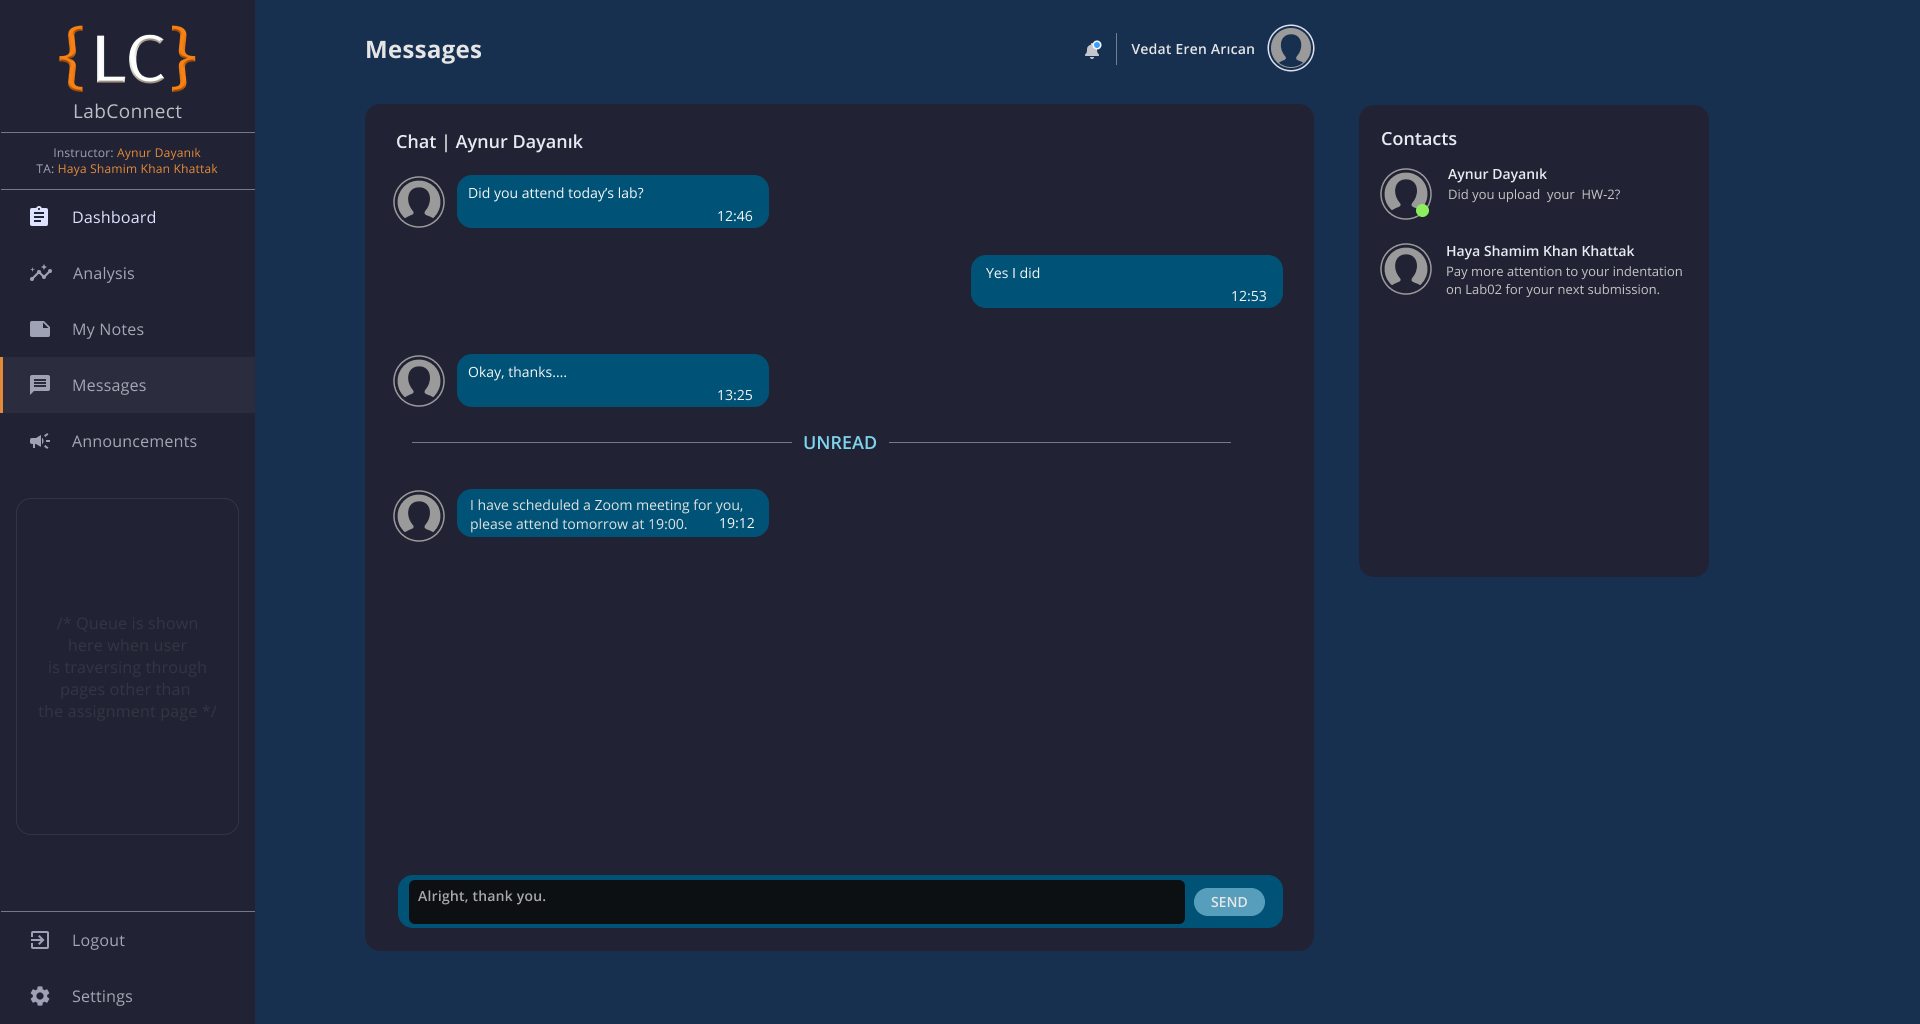 {LC}
LabConnect
Instructor: Aynur Dayanık
TA: Haya Shamim Khan Khattak
Dashboard
Analysis
My Notes
Messages
Announcements
/* Queue is shown
here when user
is traversing through
pages other than
the assignment page */
Logout
Settings
Messages
Vedat Eren Arıcan
Chat | Aynur Dayanık
Did you attend today’s lab?
12:46
Yes I did
12:53
Okay, thanks....
13:25
UNREAD
I have scheduled a Zoom meeting for you,
please attend tomorrow at 19:00. 19:12
Alright, thank you.
SEND
Contacts
Aynur Dayanık
Did you upload your HW-2?
Haya Shamim Khan Khattak
Pay more attention to your indentation
on Lab02 for your next submission.